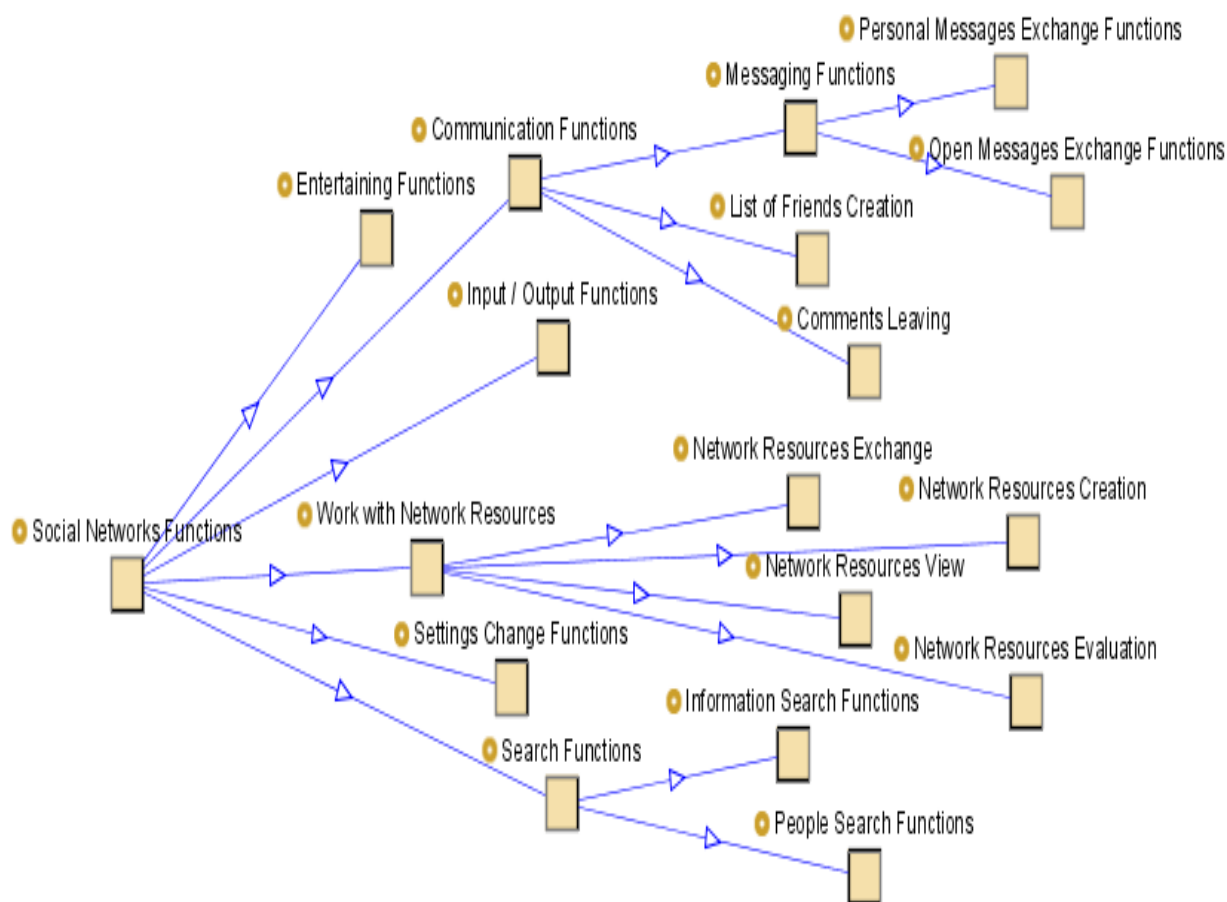 Personal Messages Exchange Functions
Messaging Functions
Communication Functions
Open Messages Exchange Functions
Entertaining Functions
List of Friends Creation
Input / Output Functions
Comments Leaving
Network Resources Exchange
Network Resources Creation
Work with Network Resources
Social Networks Functions
Network Resources View
Settings Change Functions
Network Resources Evaluation
Information Search Functions
Search Functions
People Search Functions